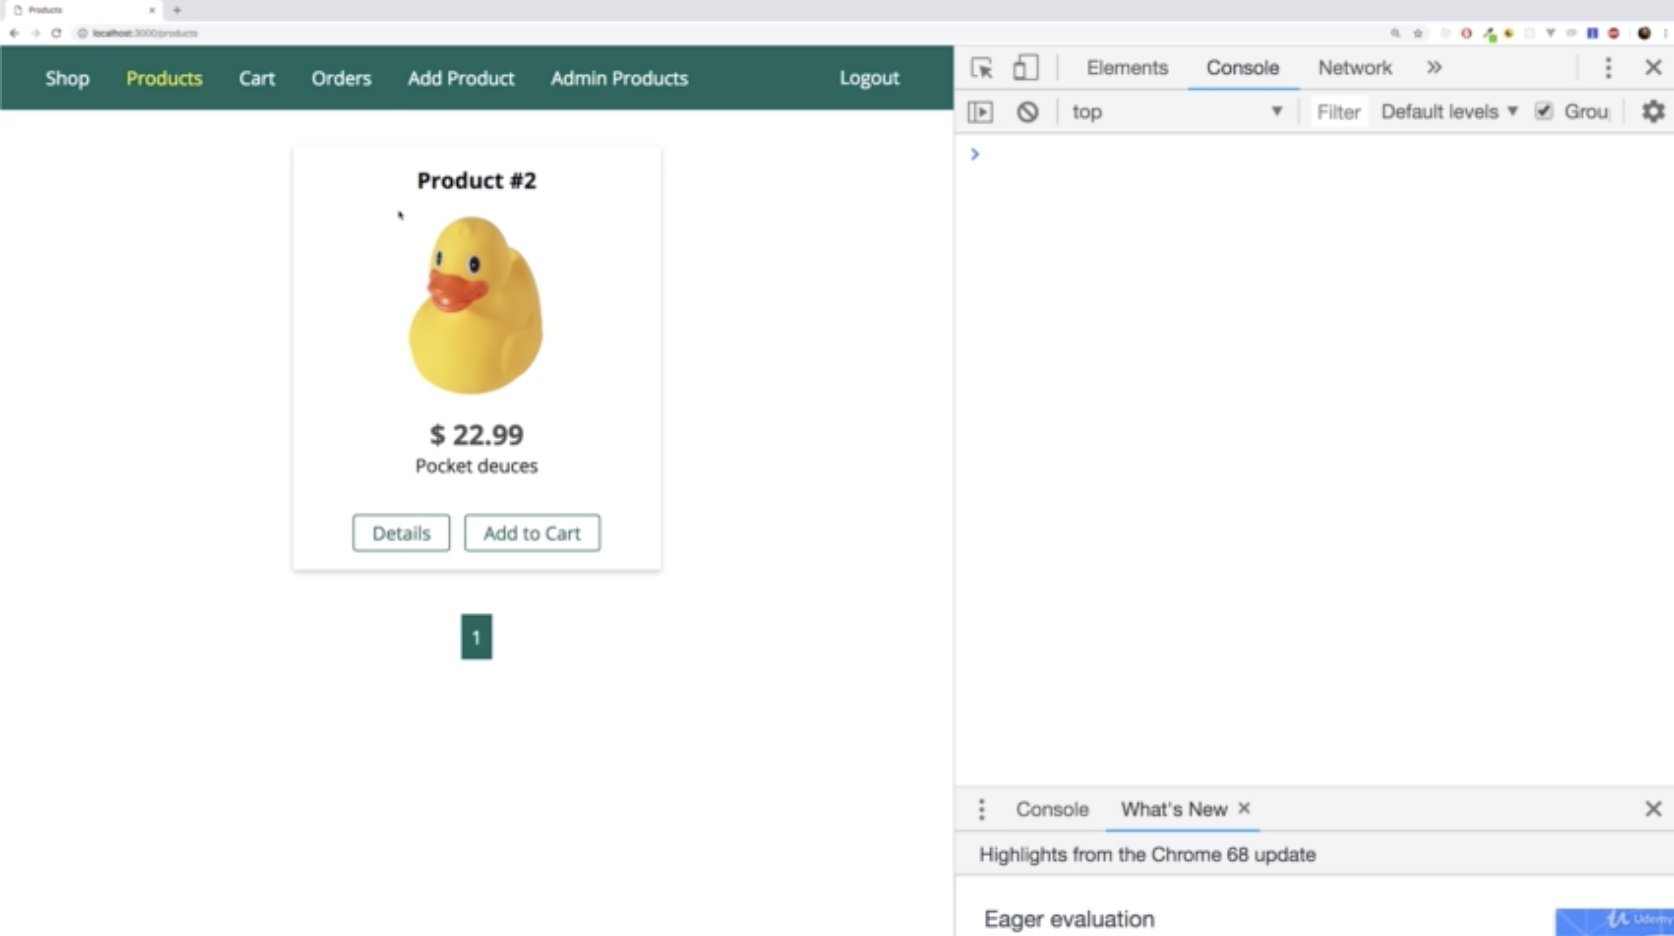 Products
localhost:3000/products
Shop Products Cart Orders Add Product Admin Products Logout
Product #2
$ 22.99
Pocket deuces
Details Add to Cart
1
Elements Console Network
top Filter Default levels Grou
Console What's New
Highlights from the Chrome 68 update
Eager evaluation
Udemy